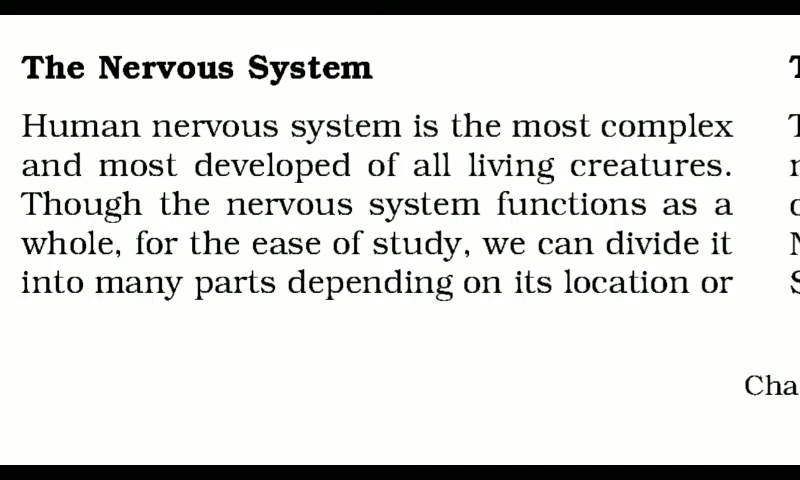 The Nervous System
Human nervous system is the most complex
and most developed of all living creatures.
Though the nervous system functions as a
whole, for the ease of study, we can divide it
into many parts depending on its location or